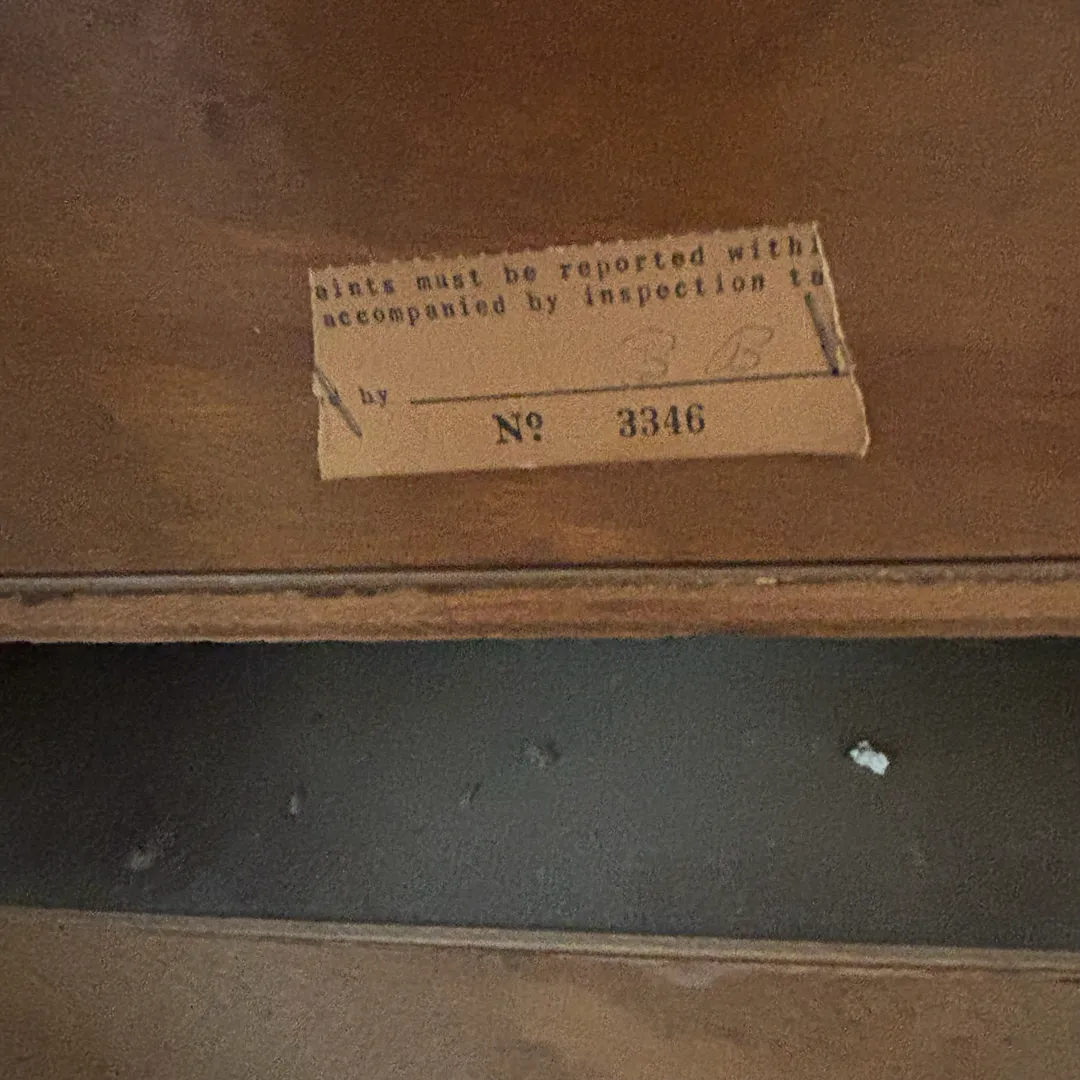 aints must be reported withi
accompanied by inspection ta
B B
by
Nº 3346